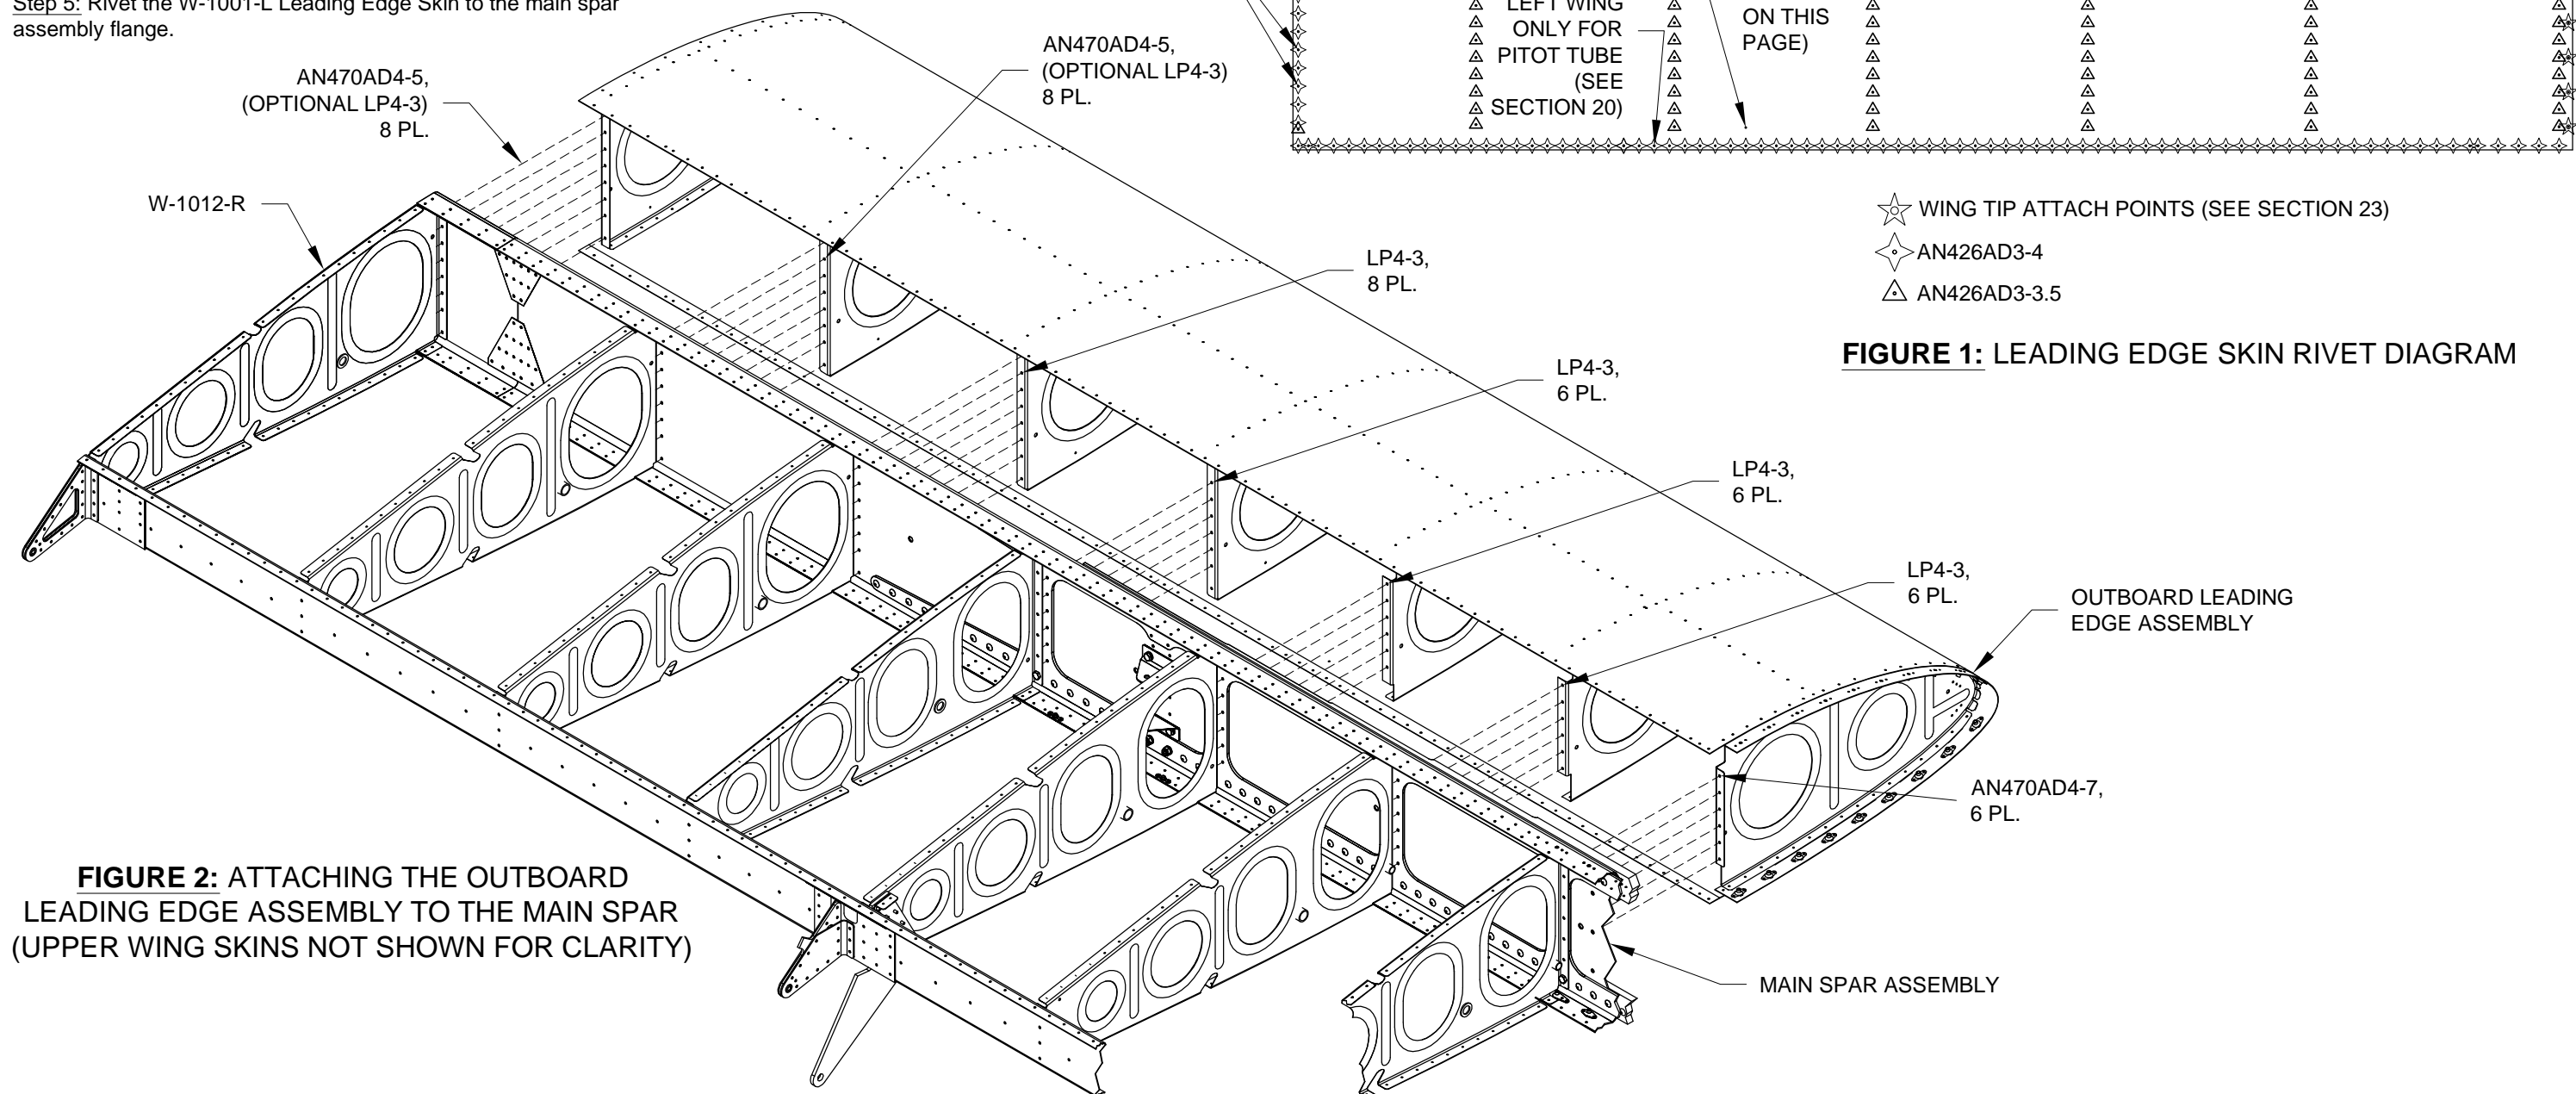 Step 5: Rivet the W-1001-L Leading Edge Skin to the main spar
assembly flange.
AN470AD4-5,
(OPTIONAL LP4-3)
8 PL.
AN470AD4-5,
(OPTIONAL LP4-3)
8 PL.
LEFT WING
ONLY FOR
PITOT TUBE
(SEE
SECTION 20)
ON THIS
PAGE)
W-1012-R
WING TIP ATTACH POINTS (SEE SECTION 23)
AN426AD3-4
AN426AD3-3.5
FIGURE 1: LEADING EDGE SKIN RIVET DIAGRAM
LP4-3,
8 PL.
LP4-3,
6 PL.
LP4-3,
6 PL.
LP4-3,
6 PL.
OUTBOARD LEADING
EDGE ASSEMBLY
AN470AD4-7,
6 PL.
FIGURE 2: ATTACHING THE OUTBOARD
LEADING EDGE ASSEMBLY TO THE MAIN SPAR
(UPPER WING SKINS NOT SHOWN FOR CLARITY)
MAIN SPAR ASSEMBLY